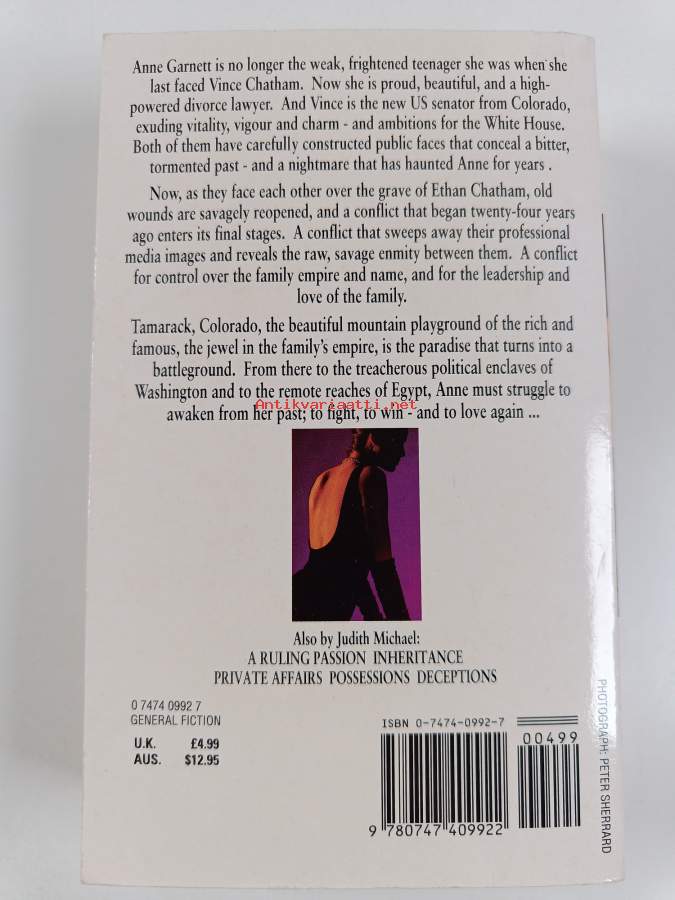 Anne Garnett is no longer the weak, frightened teenager she was when she
last faced Vince Chatham. Now she is proud, beautiful, and a high-
powered divorce lawyer. And Vince is the new US senator from Colorado,
exuding vitality, vigour and charm - and ambitions for the White House.
Both of them have carefully constructed public faces that conceal a bitter,
tormented past - and a nightmare that has haunted Anne for years .
Now, as they face each other over the grave of Ethan Chatham, old
wounds are savagely reopened, and a conflict that began twenty-four years
ago enters its final stages. A conflict that sweeps away their professional
media images and reveals the raw, savage enmity between them. A conflict
for control over the family empire and name, and for the leadership and
love of the family.
Tamarack, Colorado, the beautiful mountain playground of the rich and
famous, the jewel in the family's empire, is the paradise that turns into a
battleground. From there to the treacherous political enclaves of
Washington and to the remote reaches of Egypt, Anne must struggle to
awaken from her past; to fight, to win - and to love again ...
Antikvariaatti.net
Also by Judith Michael:
A RULING PASSION INHERITANCE
PRIVATE AFFAIRS POSSESSIONS DECEPTIONS
0 7474 0992 7
GENERAL FICTION
U.K. £4.99
AUS. $12.95
ISBN 0-7474-0992-7
00499
9 780747 409922
PHOTOGRAPH: PETER SHERRARD